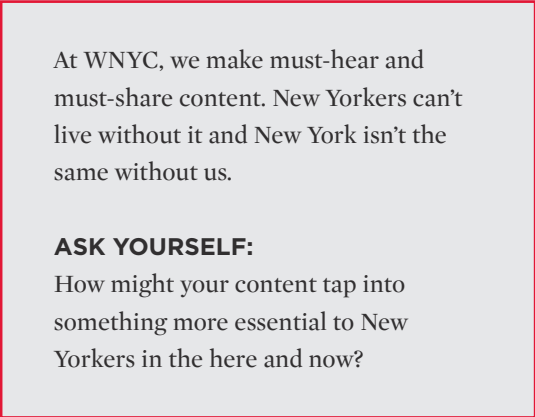 At WNYC, we make must-hear and
must-share content. New Yorkers can’t
live without it and New York isn’t the
same without us.
ASK YOURSELF:
How might your content tap into
something more essential to New
Yorkers in the here and now?